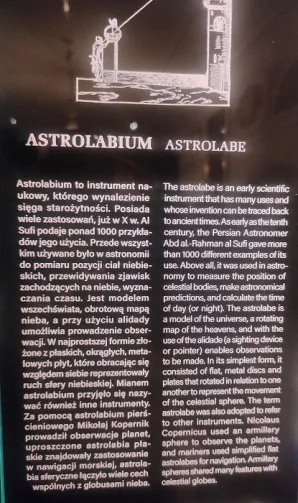 ASTROLABIUM ASTROLABE
Astrolabium to instrument na-
ukowy, którego wynalezienie
sięga starożytności. Posiada
wiele zastosowań, już w X w. Al
Sufi podaje ponad 1000 przykła-
dów jego użycia. Przede wszyst-
kim używane było w astronomii
do pomiaru pozycji ciał niebie-
skich, przewidywania zjawisk
zachodzących na niebie, wyzna-
czania czasu. Jest modelem
wszechświata, obrotową mapą
nieba, a przy użyciu alidady
umożliwia prowadzenie obser-
wacji. W najprostszej formie zło-
żone z płaskich, okrągłych, meta-
lowych płyt, które obracając się
względem siebie reprezentowały
ruch sfery niebieskiej. Mianem
astrolabium przyjęło się nazy-
wać również inne instrumenty.
Za pomocą astrolabium pierś-
cieniowego Mikołaj Kopernik
prowadził obserwacje planet,
uproszczone astrolabia pła-
skie znajdowały zastosowanie
w nawigacji morskiej, astrola-
bia sferyczne łączyło wiele cech
wspólnych z globusami nieba.
The astrolabe is an early scientific
instrument that has many uses and
whose invention can be traced back
to ancient times. As early as the tenth
century, the Persian Astronomer
Abd al-Rahman al Sufi gave more
than 1000 different examples of its
use. Above all, it was used in astro-
nomy to measure the position of
celestial bodies, make astronomical
predictions, and calculate the time
of day (or night). The astrolabe is
a model of the universe, a rotating
map of the heavens, and with the
use of the alidade (a sighting device
or pointer) enables observations
to be made. In its simplest form, it
consisted of flat, metal discs and
plates that rotated in relation to one
another to represent the movement
of the celestial sphere. The term
astrolabe was also adopted to refer
to other instruments. Nicolaus
Copernicus used an armillary
sphere to observe the planets,
and mariners used simplified flat
astrolabes for navigation. Armillary
spheres shared many features with
celestial globes.